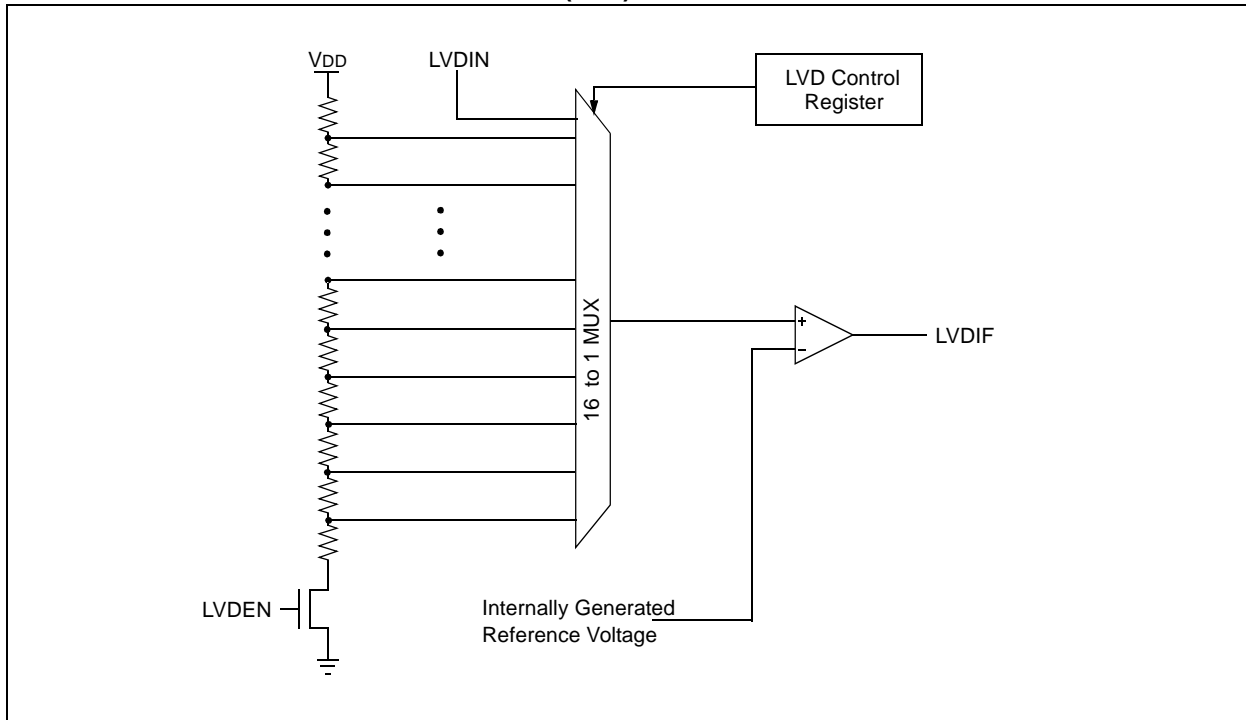 VDD
LVDIN
LVD Control
Register
16 to 1 MUX
+
–
LVDIF
LVDEN
Internally Generated
Reference Voltage